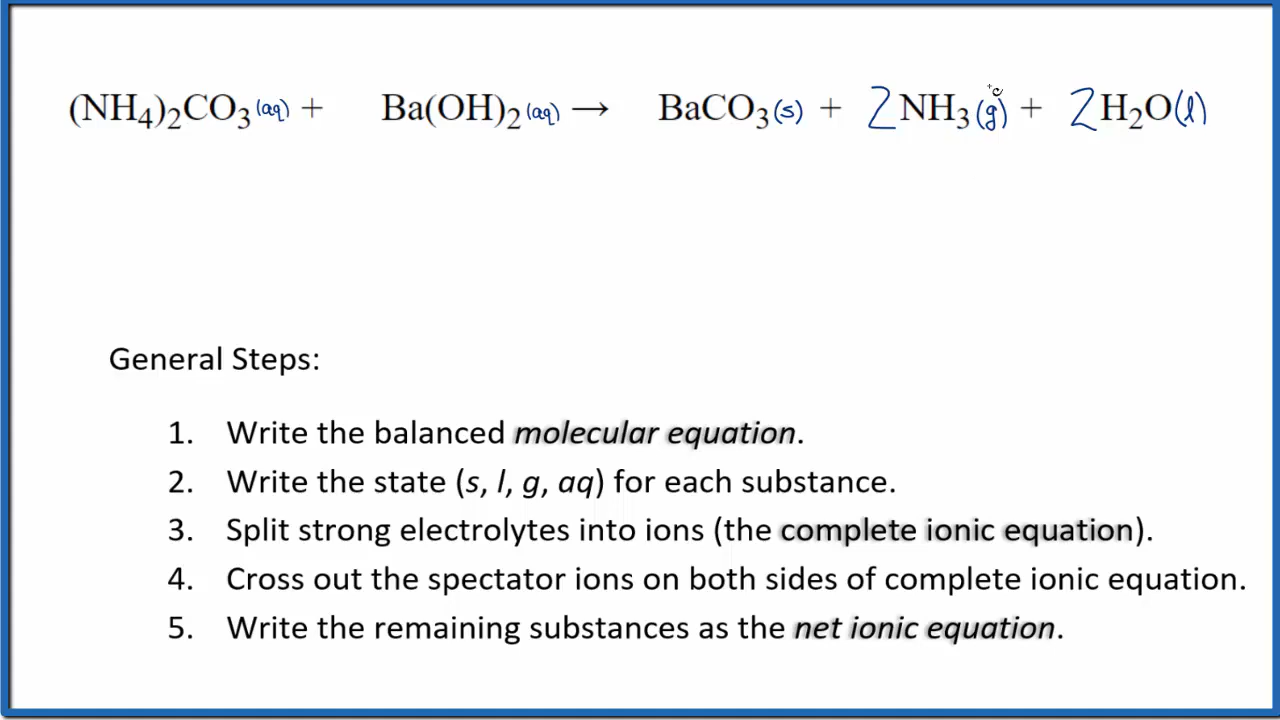 (NH4)2CO3(aq) + Ba(OH)2(aq) → BaCO3(s) + 2NH3(g) + 2H2O(l)
General Steps:
1. Write the balanced molecular equation.
2. Write the state (s, l, g, aq) for each substance.
3. Split strong electrolytes into ions (the complete ionic equation).
4. Cross out the spectator ions on both sides of complete ionic equation.
5. Write the remaining substances as the net ionic equation.